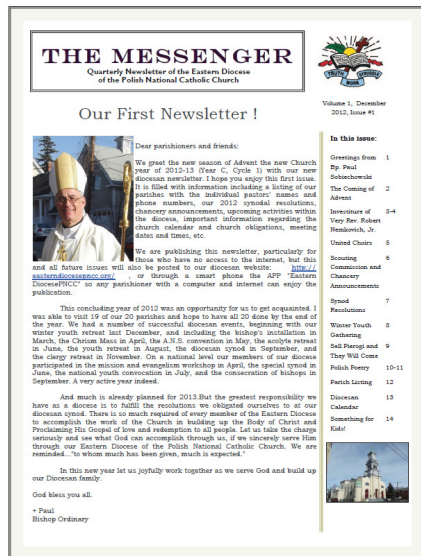 THE MESSENGER
Quarterly Newsletter of the Eastern Diocese
of the Polish National Catholic Church
TRUTH
WORK
STRUGGLE
Our First Newsletter !
Volume 1, December
2012, Issue #1
Dear parishioners and friends:
We greet the new season of Advent the new Church
year of 2012-13 (Year C, Cycle 1) with our new
diocesan newsletter. I hope you enjoy this first issue.
It is filled with information including a listing of our
parishes with the individual pastors' names and
phone numbers, our 2012 synodal resolutions,
chancery announcements, upcoming activities within
the diocese, important information regarding the
church calendar and church obligations, meeting
dates and times, etc.
We are publishing this newsletter, particularly for
those who have no access to the internet, but this
and all future issues will also be posted to our diocesan website: http://
easterndiocesepncc.org/ , or through a smart phone the APP "Eastern
DiocesePNCC" so any parishioner with a computer and internet can enjoy the
publication.
This concluding year of 2012 was an opportunity for us to get acquainted. I
was able to visit 19 of our 20 parishes and hope to have all 20 done by the end of
the year. We had a number of successful diocesan events, beginning with our
winter youth retreat last December, and including the bishop's installation in
March, the Chrism Mass in April, the A.N.S. convention in May, the acolyte retreat
in June, the youth retreat in August, the diocesan synod in September, and
the clergy retreat in November. On a national level our members of our diocese
participated in the mission and evangelism workshop in April, the special synod in
June, the national youth convocation in July, and the consecration of bishops in
September. A very active year indeed.
And much is already planned for 2013.But the greatest responsibility we
have as a diocese is to fulfill the resolutions we obligated ourselves to at our
diocesan synod. There is so much required of every member of the Eastern Diocese
to accomplish the work of the Church in building up the Body of Christ and
Proclaiming His Gospel of love and redemption to all people. Let us take the charge
seriously and see what God can accomplish through us, if we sincerely serve Him
through our Eastern Diocese of the Polish National Catholic Church. We are
reminded..."to whom much has been given, much is expected."
In this new year let us joyfully work together as we serve God and build up
our Diocesan family.
God bless you all.
+ Paul
Bishop Ordinary
In this issue:
Greetings from 1
Bp. Paul
Sobiechowski
The Coming of 2
Advent
Investiture of 3-4
Very Rev. Robert
Nemkovich, Jr.
United Choirs 5
Scouting 6
Commission and
Chancery
Announcements
Synod 7
Resolutions
Winter Youth 8
Gathering
Sell Pierogi and 9
They Will Come
Polish Poetry 10-11
Parish Listing 12
Diocesan 13
Calendar
Something for 14
Kids!